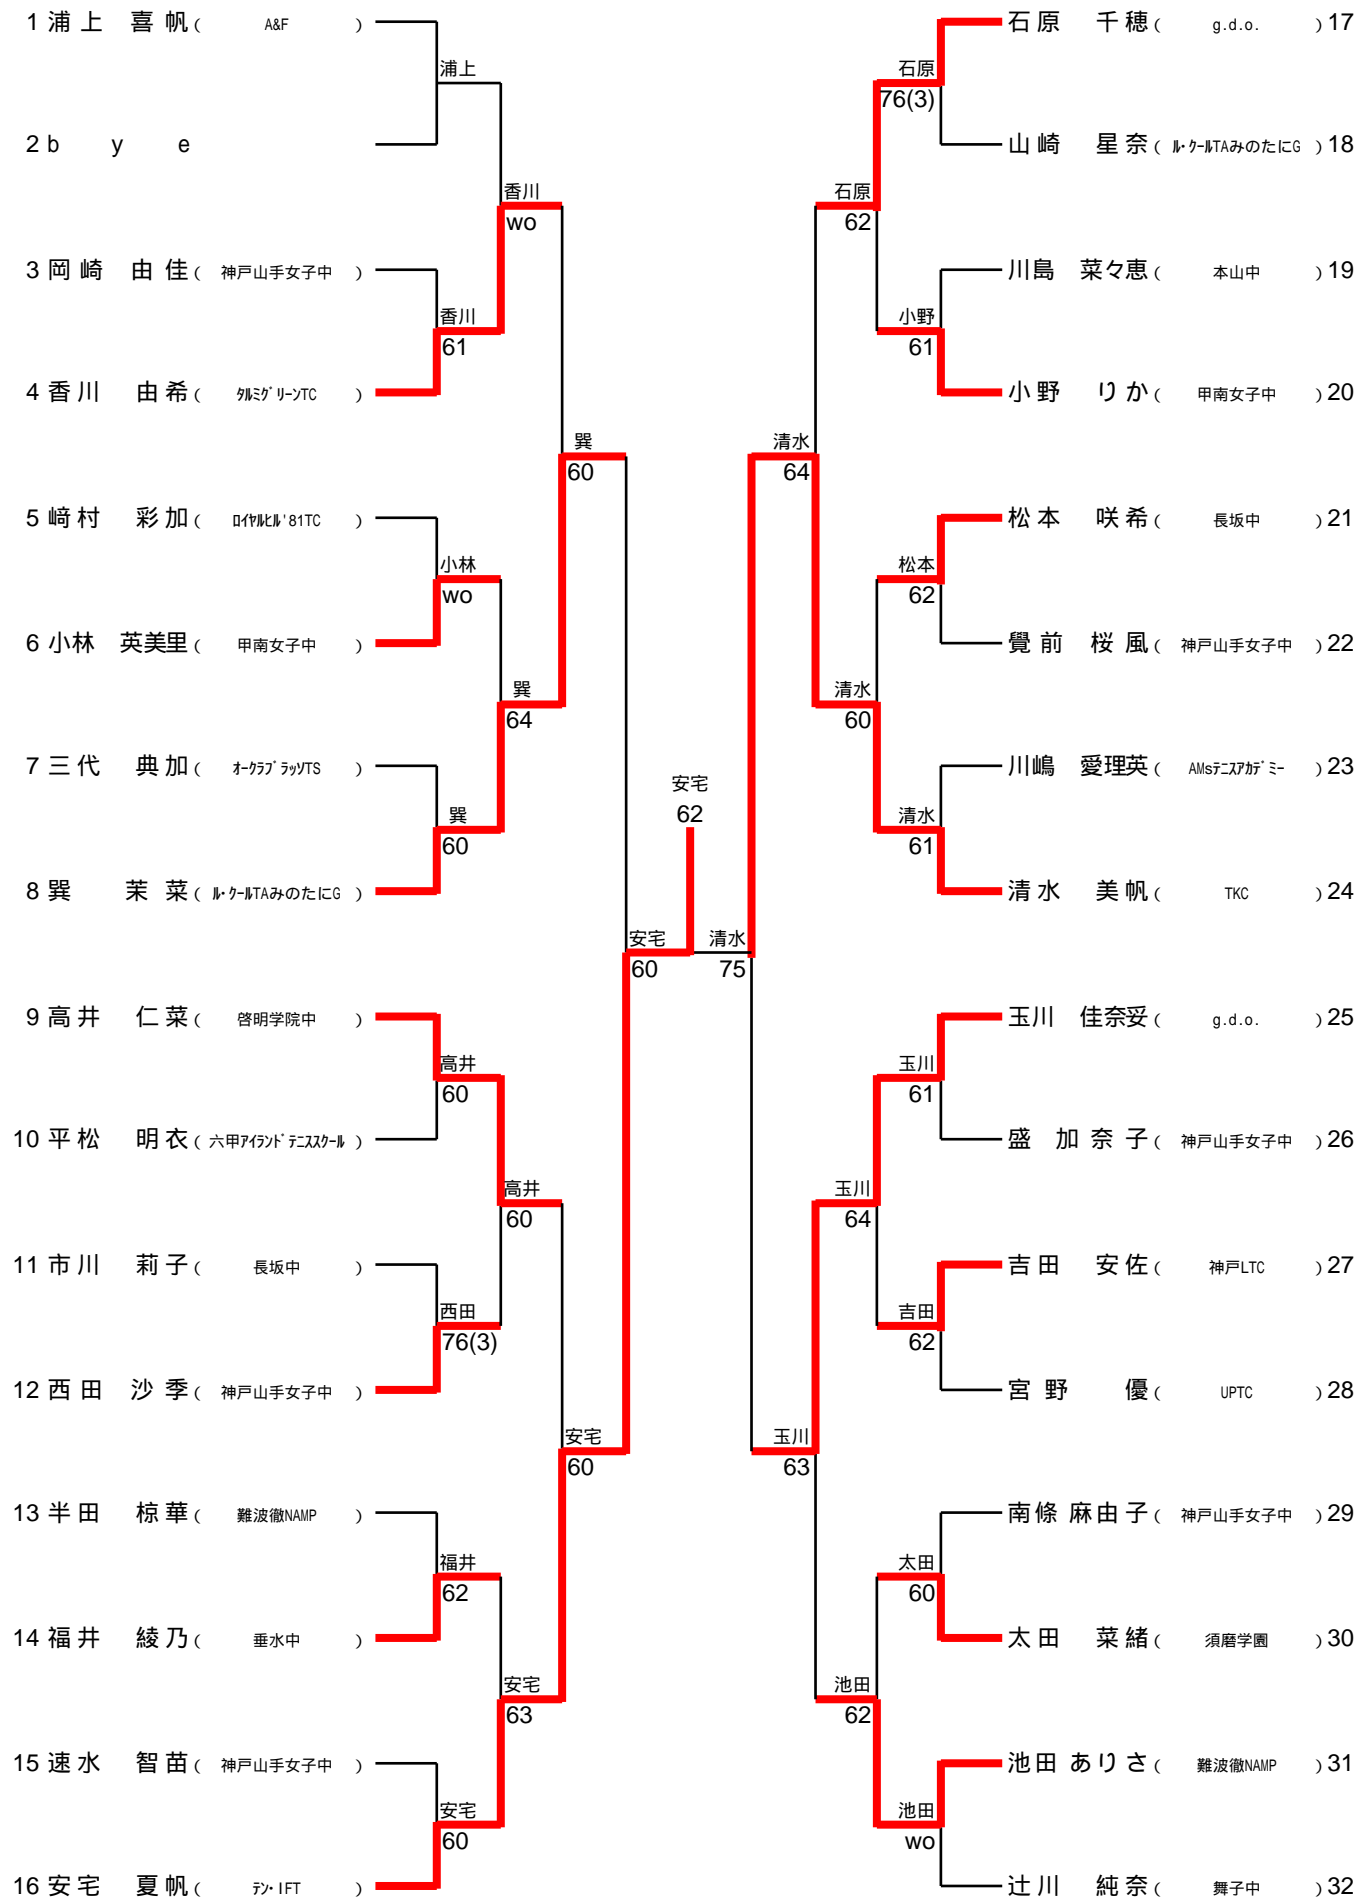 1 浦上 喜帆 ( A&F )
浦上
2 b y e
香川
wo
3 岡崎 由佳 ( 神戸山手女子中 )
香川
61
4 香川 由希 ( タルミグリーンTC )
巽
60
5 﨑村 彩加 ( ロイヤルヒル'81TC )
小林
wo
6 小林 英美里 ( 甲南女子中 )
巽
64
7 三代 典加 ( オークラブラッソTS )
巽
60
8 巽 茉菜 ( ル・クールTAみのたにG )
安宅
60
9 高井 仁菜 ( 啓明学院中 )
高井
60
10 平松 明衣 ( 六甲アイランドテニススクール )
高井
60
11 市川 莉子 ( 長坂中 )
西田
76(3)
12 西田 沙季 ( 神戸山手女子中 )
安宅
60
13 半田 椋華 ( 難波徹NAMP )
福井
62
14 福井 綾乃 ( 垂水中 )
安宅
63
15 速水 智苗 ( 神戸山手女子中 )
安宅
60
16 安宅 夏帆 ( テン・IFT )
安宅
62
石原 千穂 ( g.d.o. ) 17
石原
76(3)
山崎 星奈 ( ル・クールTAみのたにG ) 18
石原
62
川島 菜々恵 ( 本山中 ) 19
小野
61
小野 りか ( 甲南女子中 ) 20
清水
64
松本 咲希 ( 長坂中 ) 21
松本
62
覺前 桜風 ( 神戸山手女子中 ) 22
清水
60
川嶋 愛理英 ( AMsテニスアカデミー ) 23
清水
61
清水 美帆 ( TKC ) 24
清水
75
玉川 佳奈妥 ( g.d.o. ) 25
玉川
61
盛 加奈子 ( 神戸山手女子中 ) 26
玉川
64
吉田 安佐 ( 神戸LTC ) 27
吉田
62
宮野 優 ( UPTC ) 28
玉川
63
南條 麻由子 ( 神戸山手女子中 ) 29
太田
60
太田 菜緒 ( 須磨学園 ) 30
池田
62
池田 ありさ ( 難波徹NAMP ) 31
池田
wo
辻川 純奈 ( 舞子中 ) 32